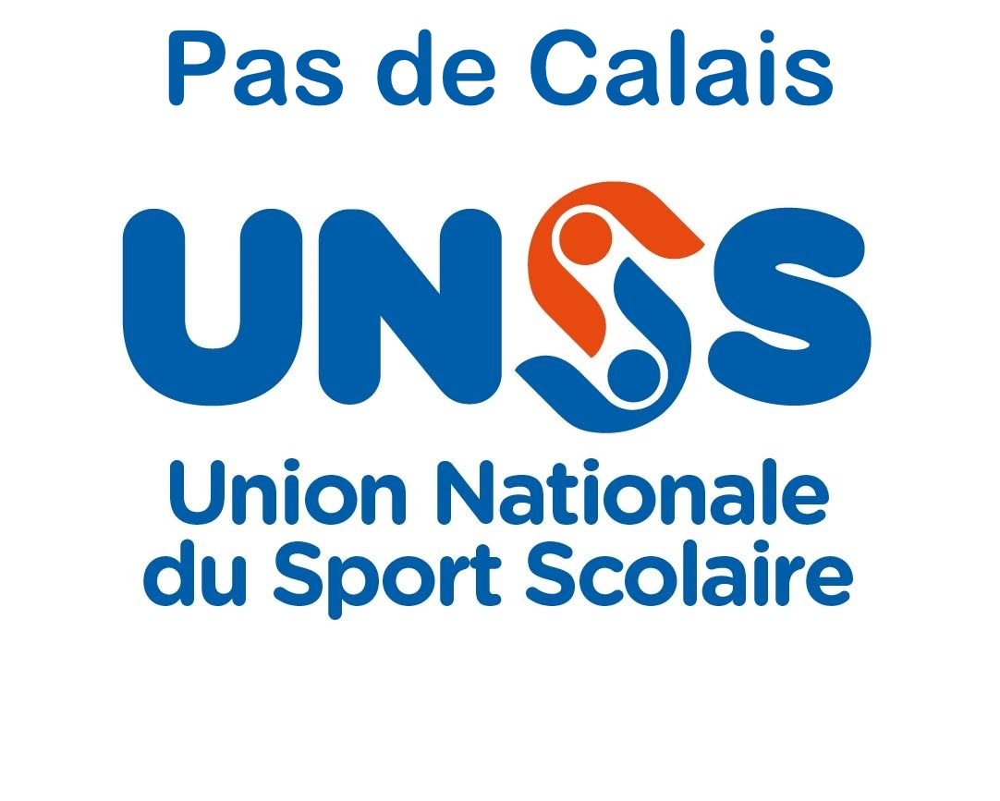 Pas de Calais
UNSS
Union Nationale
du Sport Scolaire